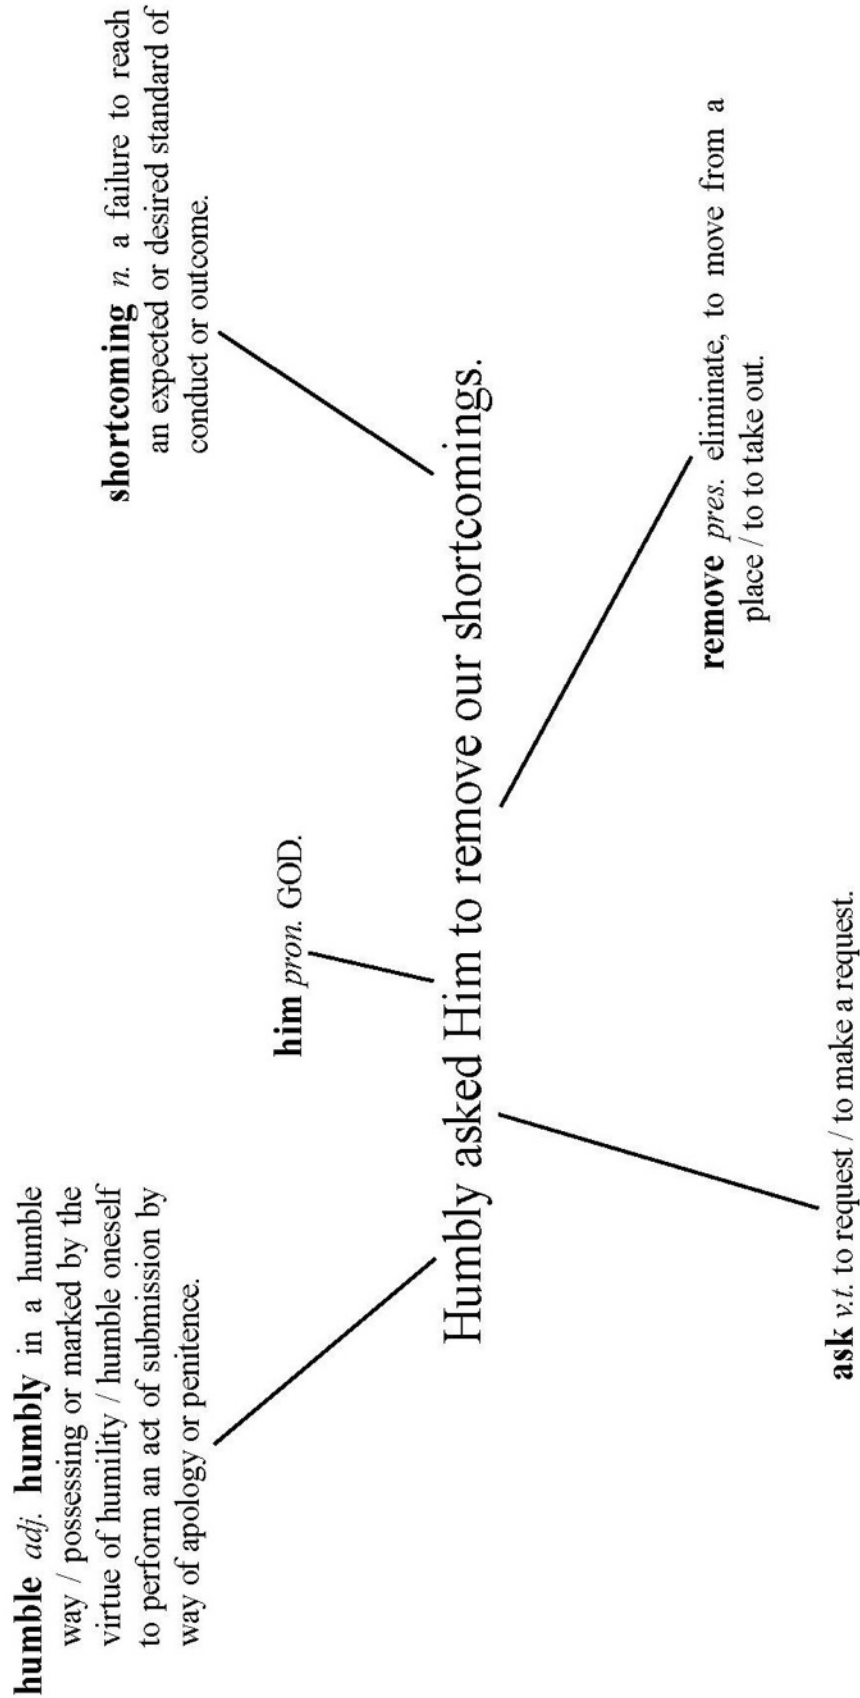 humble adj. humbly in a humble
way / possessing or marked by the
virtue of humility / humble oneself
to perform an act of submission by
way of apology or penitence.
him pron. GOD.
shortcoming n. a failure to reach
an expected or desired standard of
conduct or outcome.
Humbly asked Him to remove our shortcomings.
ask v.t. to request / to make a request.
remove pres. eliminate, to move from a
place / to to take out.